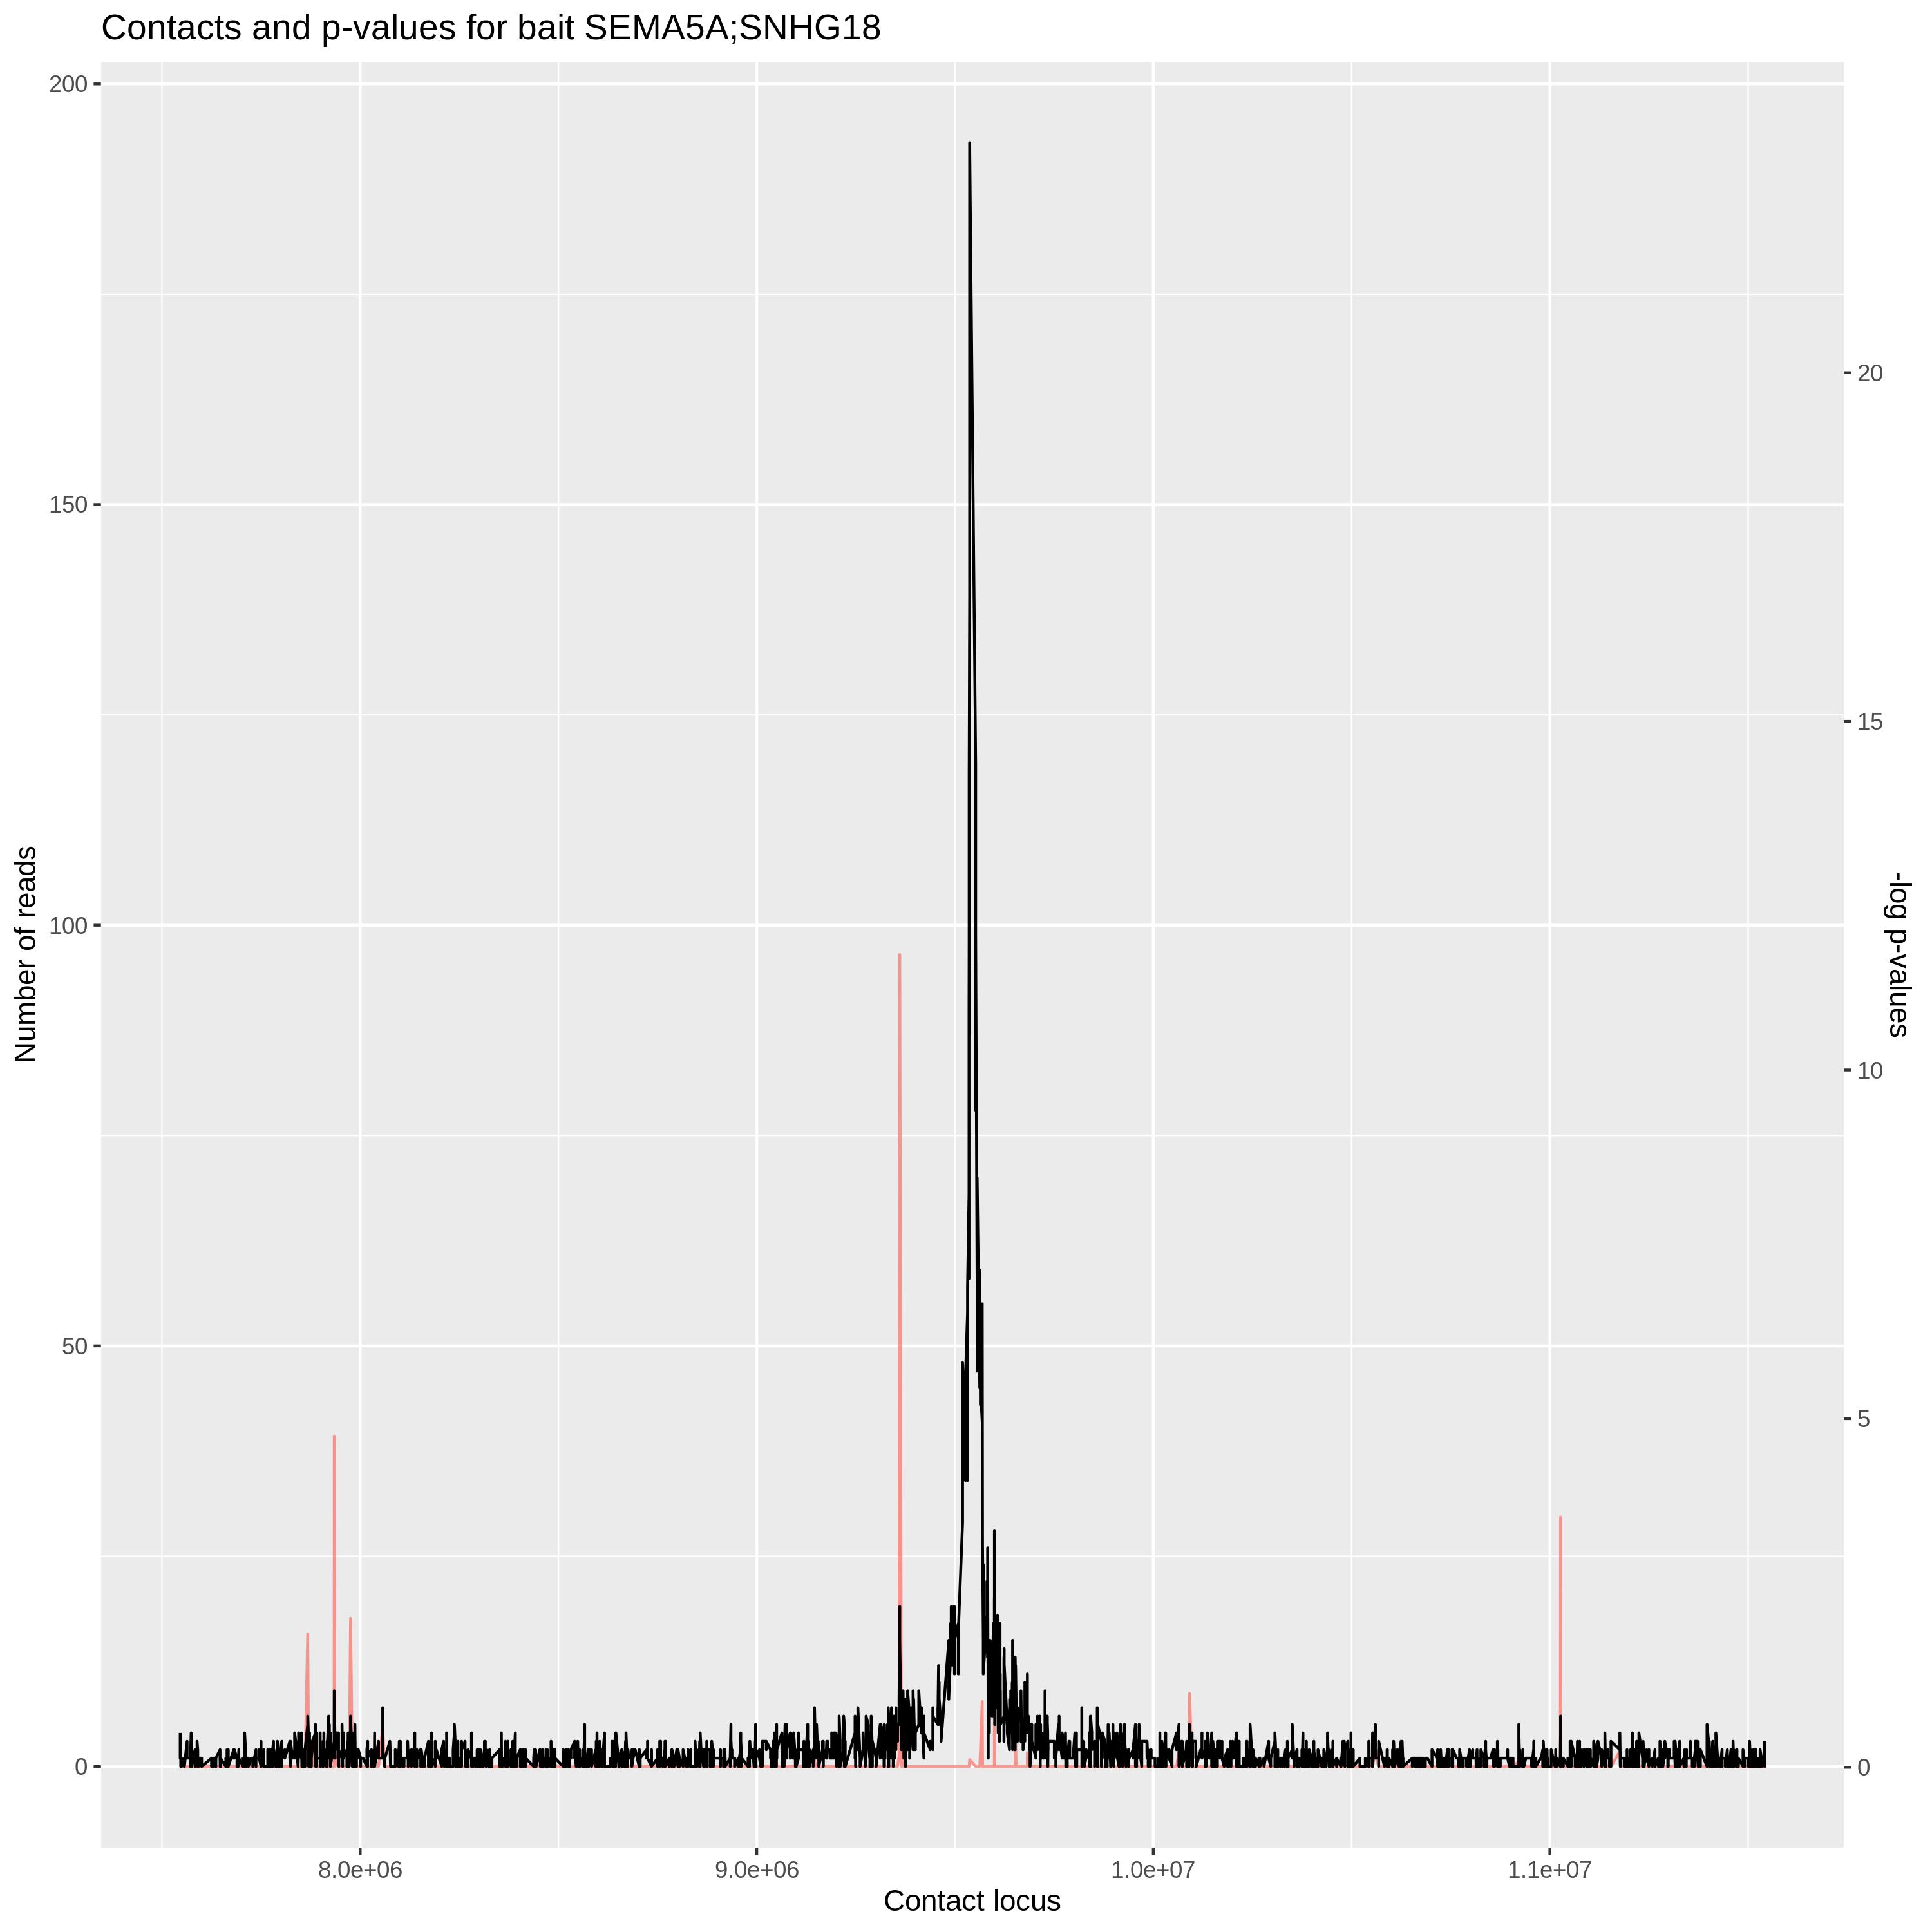 Contacts and p-values for bait SEMA5A;SNHG18
200
150
100
50
0
Number of reads
20
15
10
5
0
-log p-values
8.0e+06
9.0e+06
1.0e+07
1.1e+07
Contact locus